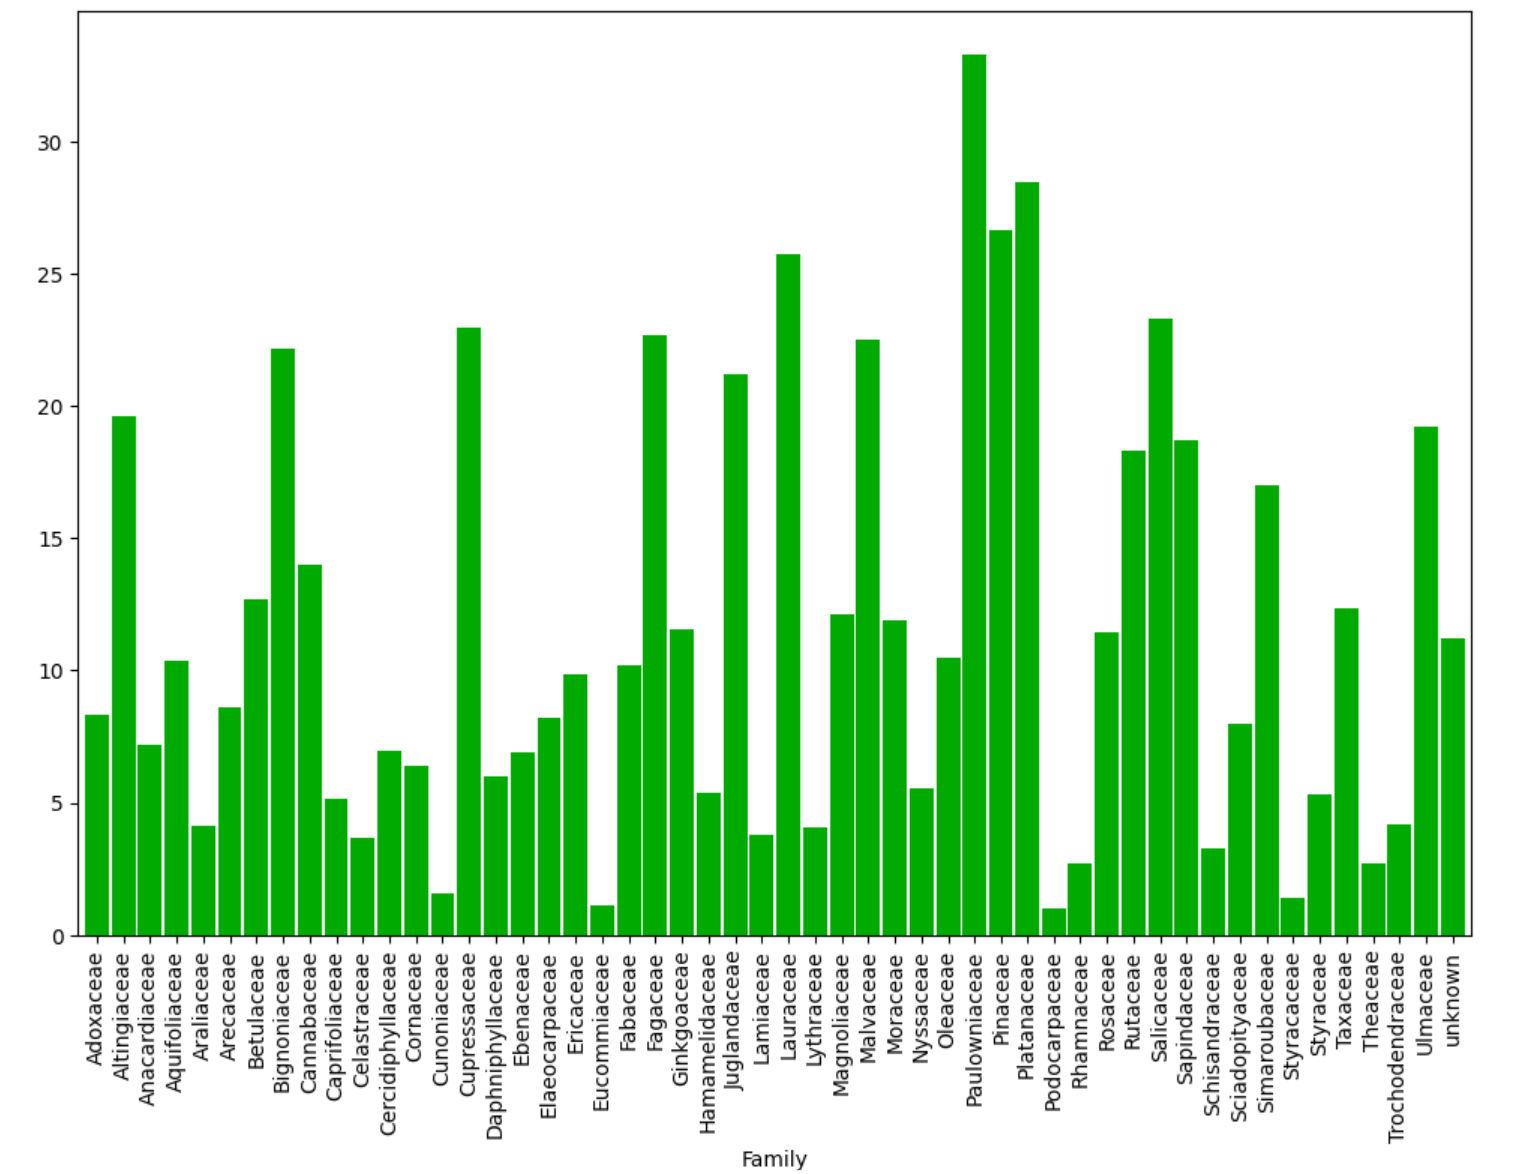 30
25
20
15
10
5
0
Adoxaceae
Altingiaceae
Anacardiaceae
Aquifoliaceae
Araliaceae
Arecaceae
Betulaceae
Bignoniaceae
Cannabaceae
Caprifoliaceae
Celastraceae
Cercidiphyllaceae
Cornaceae
Cunoniaceae
Cupressaceae
Daphniphyllaceae
Ebenaceae
Elaeocarpaceae
Ericaceae
Eucommiaceae
Fabaceae
Fagaceae
Ginkgoaceae
Hamamelidaceae
Juglandaceae
Lamiaceae
Lauraceae
Lythraceae
Magnoliaceae
Malvaceae
Moraceae
Nyssaceae
Oleaceae
Paulowniaceae
Pinaceae
Platanaceae
Podocarpaceae
Rhamnaceae
Rosaceae
Rutaceae
Salicaceae
Sapindaceae
Schisandraceae
Sciadopityaceae
Simaroubaceae
Styracaceae
Styraceae
Taxaceae
Theaceae
Trochodendraceae
Ulmaceae
unknown
Family